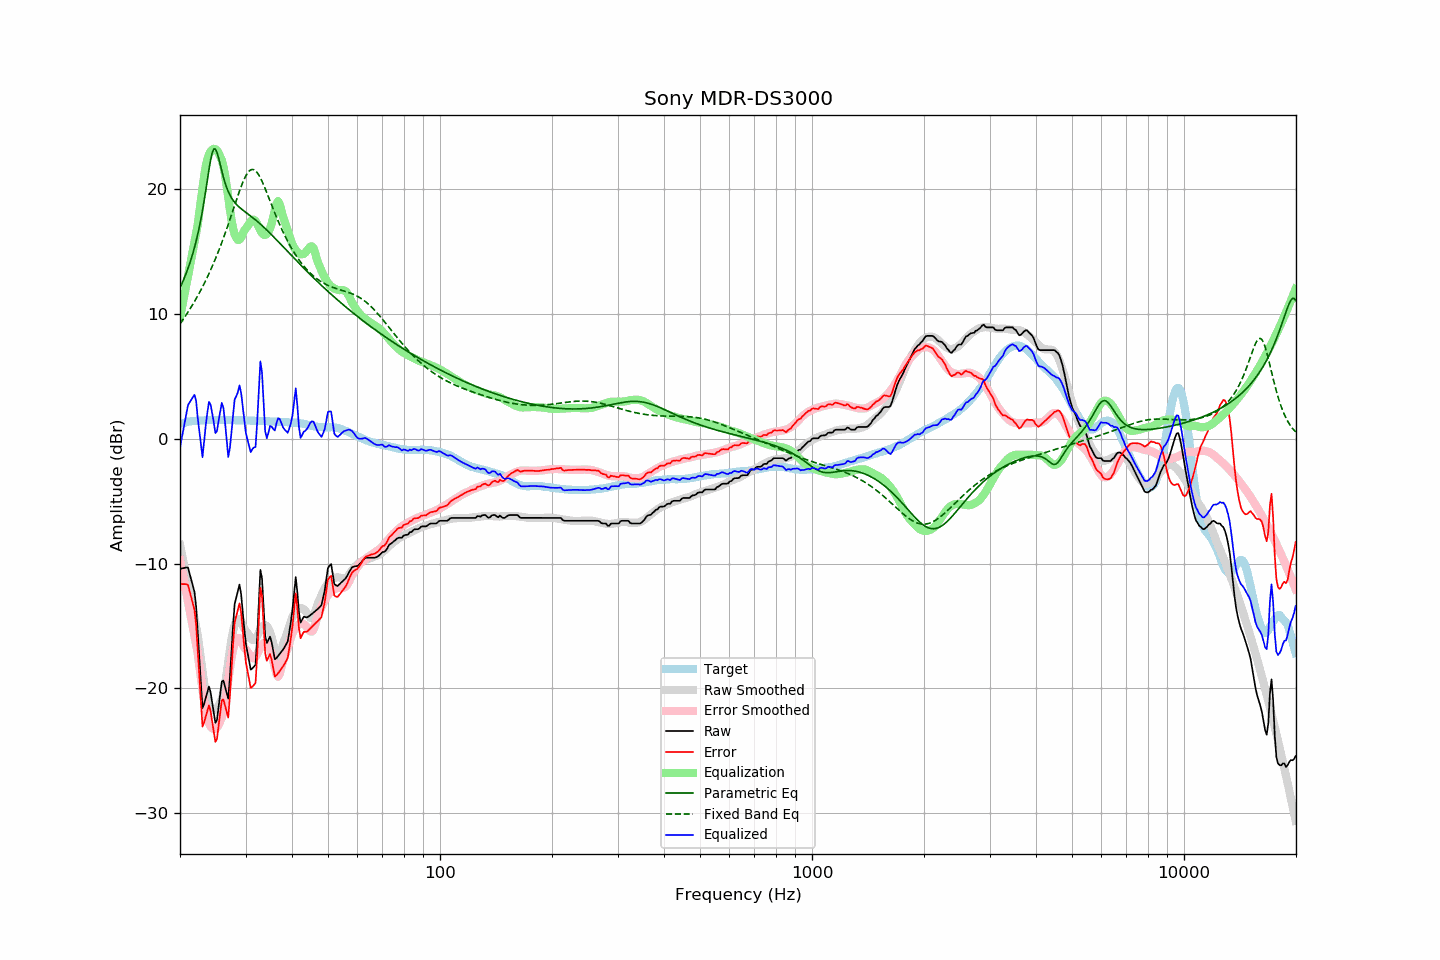 Sony MDR-DS3000
Amplitude (dBr)
20
10
0
−10
−20
−30
Target
Raw Smoothed
Error Smoothed
Raw
Error
Equalization
Parametric Eq
Fixed Band Eq
Equalized
100
1000
10000
Frequency (Hz)